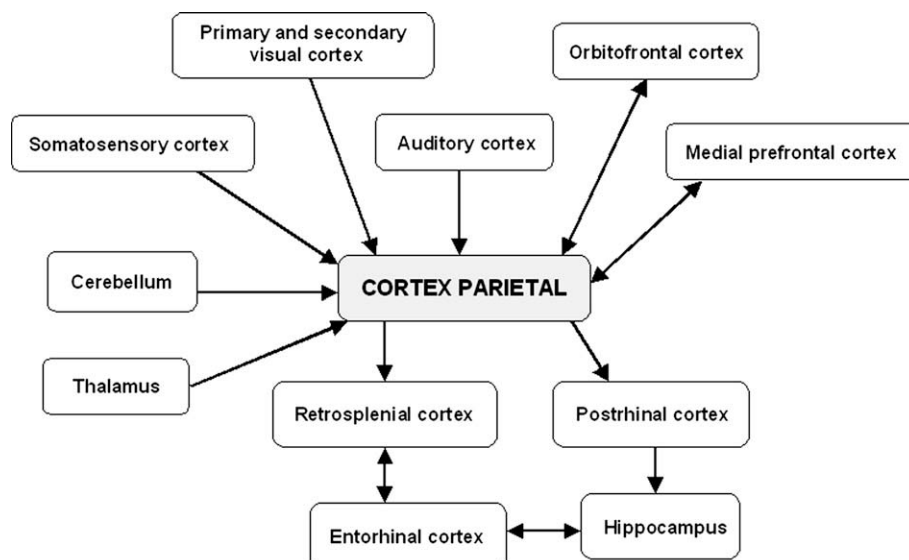 Primary and secondary
visual cortex
Orbitofrontal cortex
Somatosensory cortex
Auditory cortex
Medial prefrontal cortex
Cerebellum
CORTEX PARIETAL
Thalamus
Retrosplenial cortex
Postrhinal cortex
Entorhinal cortex
Hippocampus